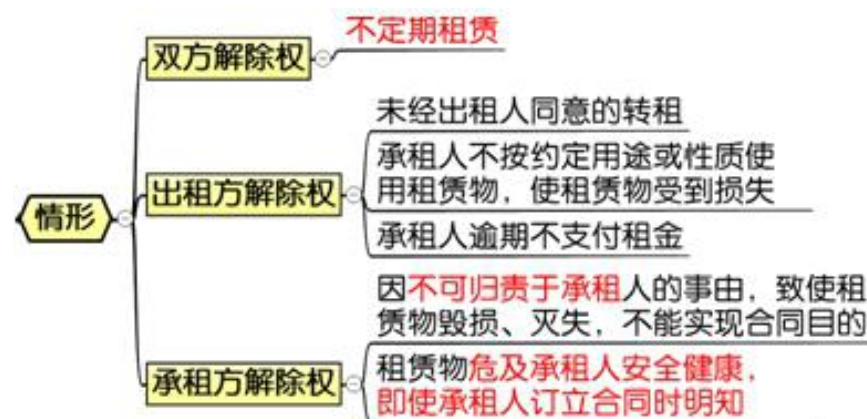 双方解除权
不定期租赁
未经出租人同意的转租
承租人不按约定用途或性质使
用租赁物，使租赁物受到损失
出租方解除权
承租人逾期不支付租金
情形
因不可归责于承租人的事由，致使租
赁物毁损、灭失，不能实现合同目的
承租方解除权
租赁物危及承租人安全健康，
即使承租人订立合同时明知